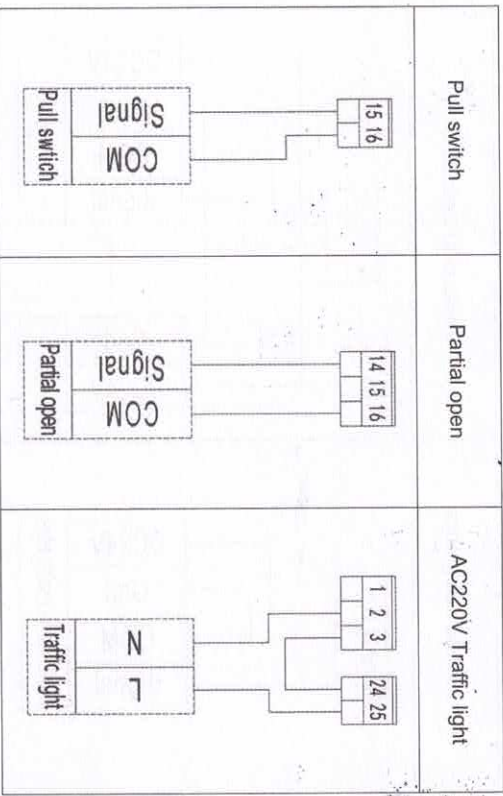 Pull switch
15 16
Signal
COM
Pull swtich
Partial open
14 15 16
Signal
COM
Partial open
AC220V Traffic light
1 2 3
24 25
N
L
Traffic light